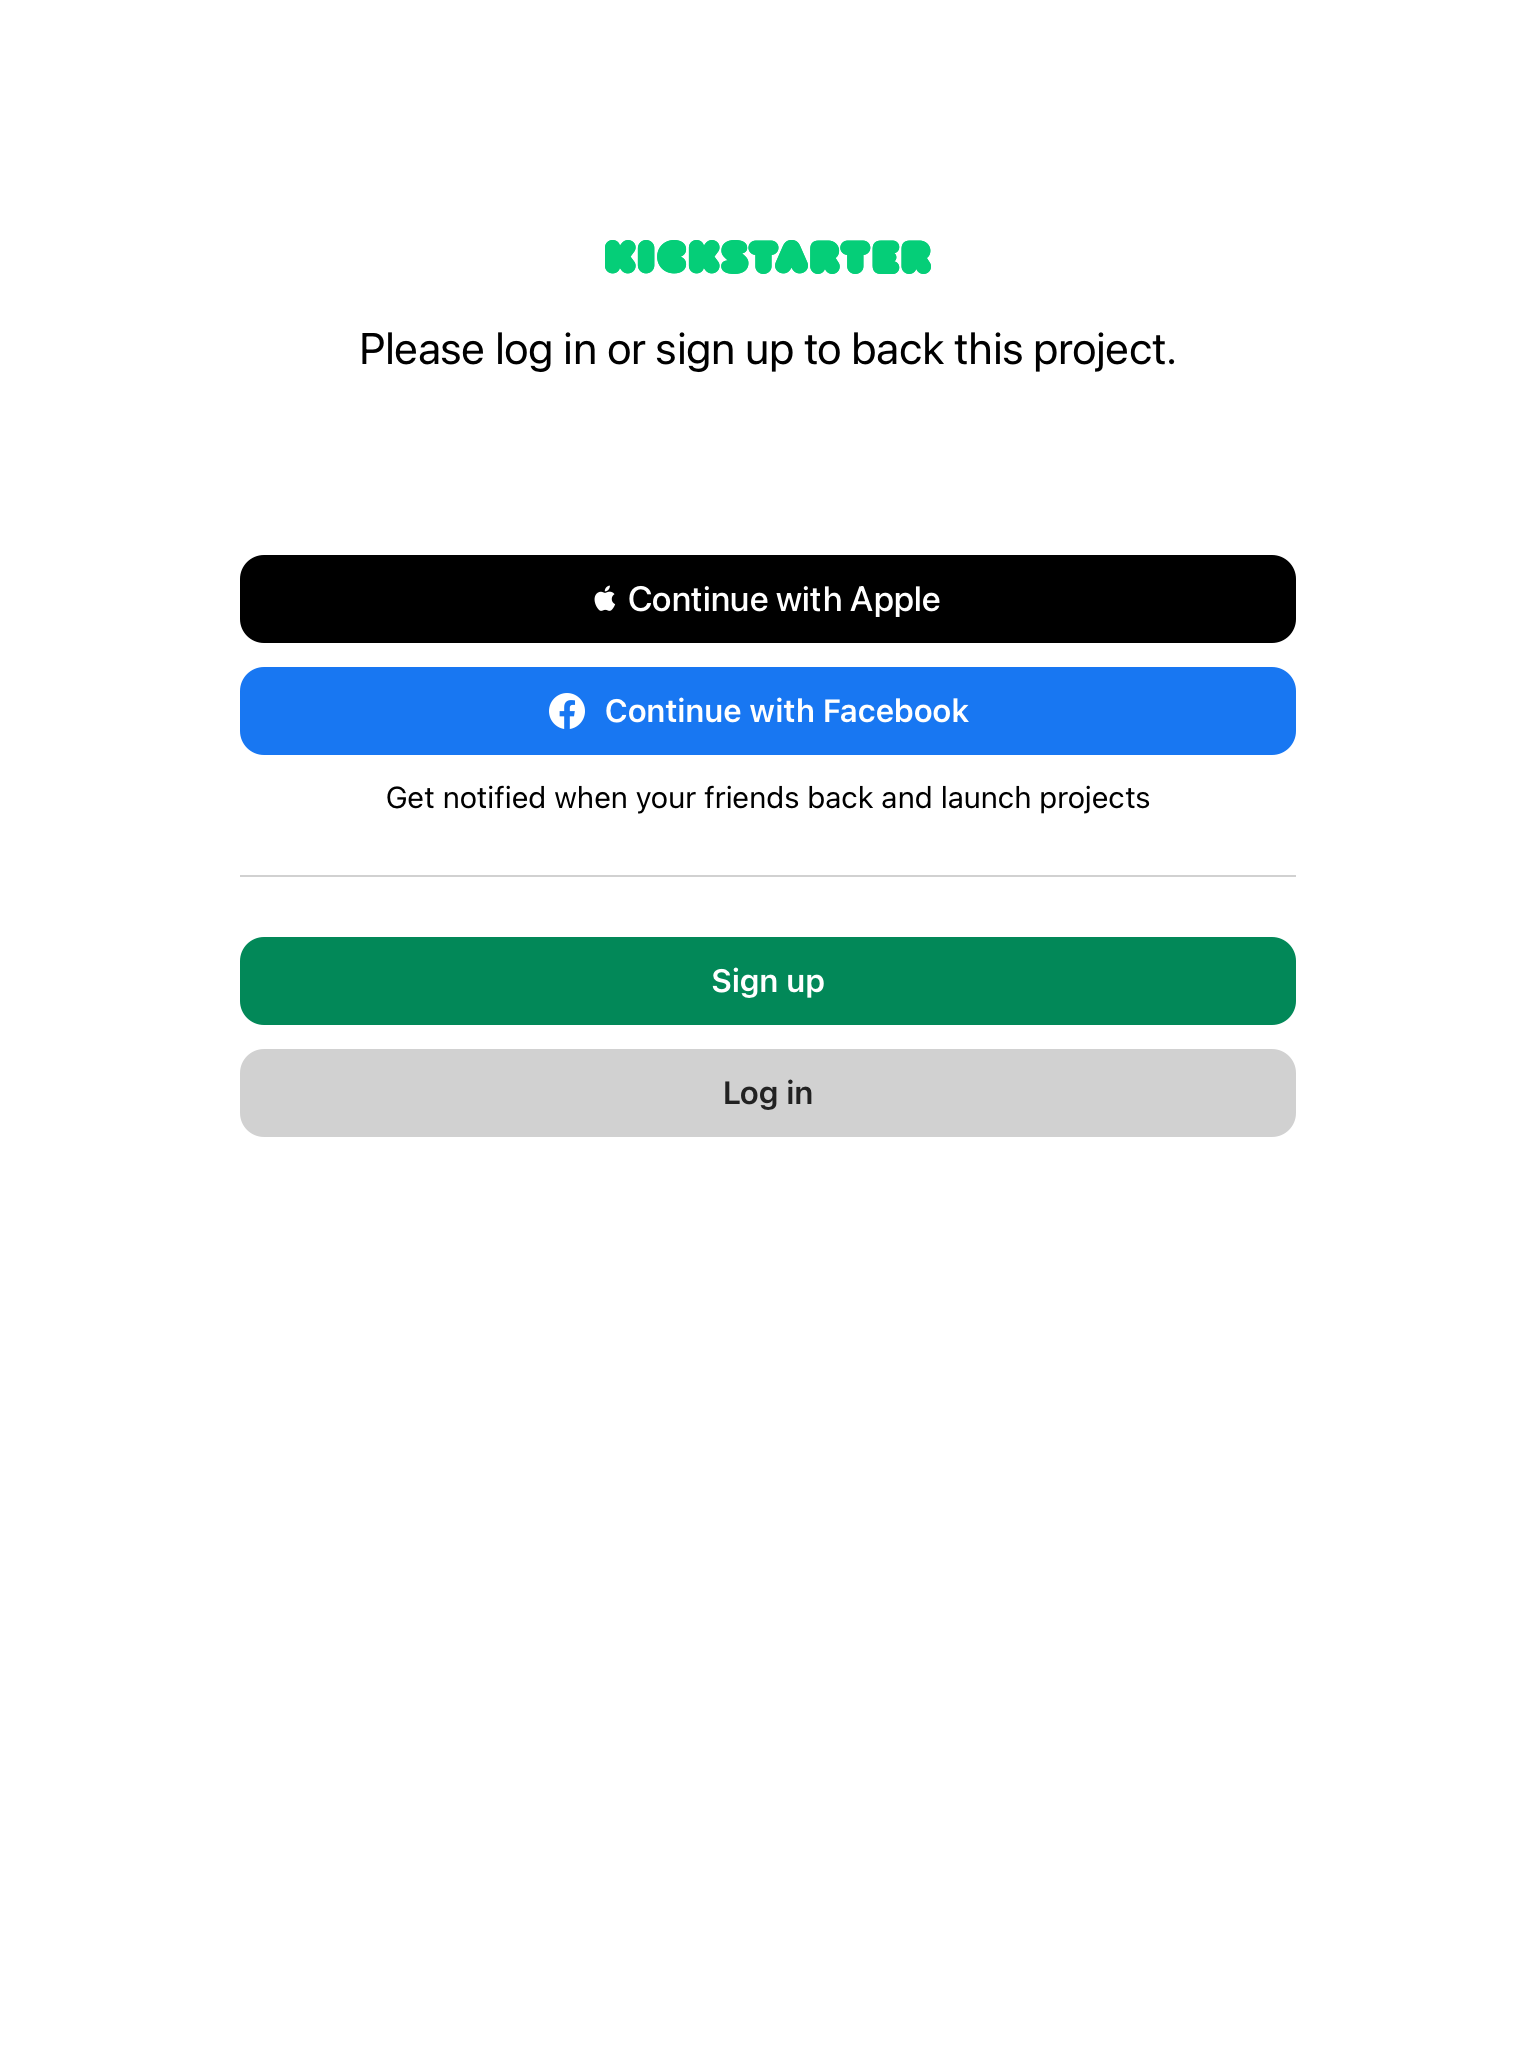 KICKSTARTER
Please log in or sign up to back this project.
Continue with Apple
Continue with Facebook
Get notified when your friends back and launch projects
Sign up
Log in